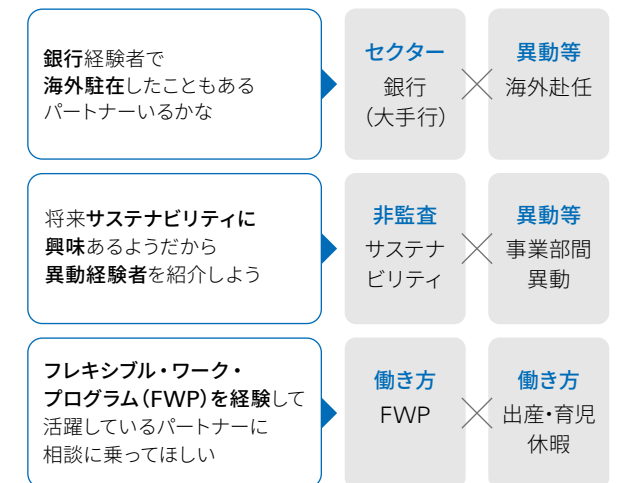 銀行経験者で
海外駐在したこともある
パートナーいるかな
セクター
銀行
（大手行）
異動等
海外赴任
将来サステナビリティに
興味あるようだから
異動経験者を紹介しよう
非監査
サステナ
ビリティ
異動等
事業部間
異動
フレキシブル・ワーク・
プログラム（FWP）を経験して
活躍しているパートナーに
相談に乗ってほしい
働き方
FWP
働き方
出産・育児
休暇